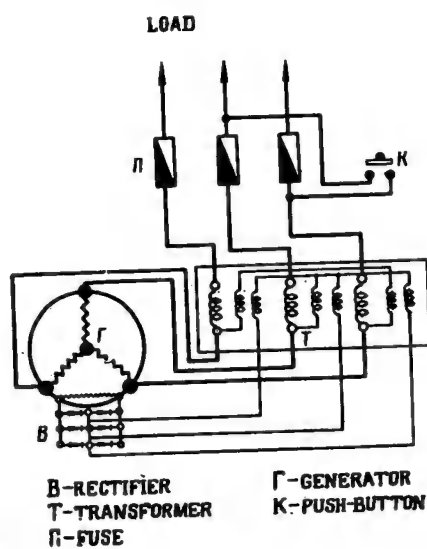 LOAD
П
K
Г
T
B
B-RECTIFIER
T-TRANSFORMER
П-FUSE
Г-GENERATOR
K-PUSH-BUTTON